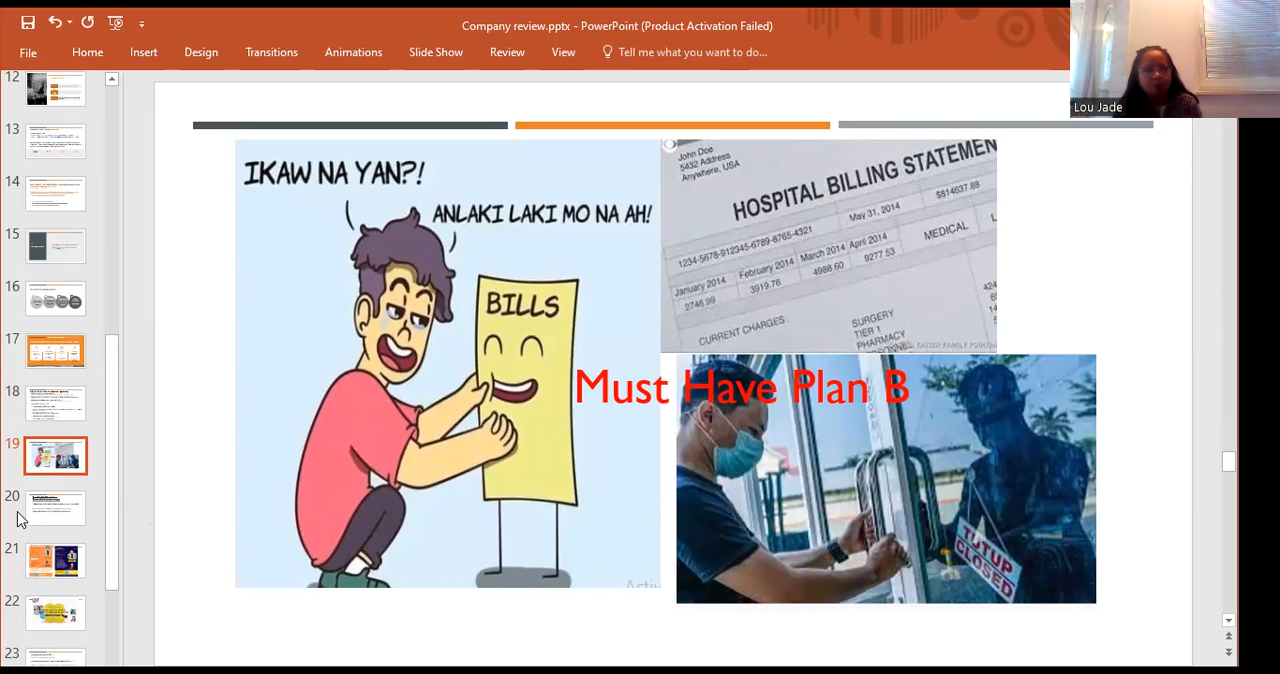 Company review.pptx - PowerPoint (Product Activation Failed)
File Home Insert Design Transitions Animations Slide Show Review View Tell me what you want to do...
Lou Jade
12
13
14
15
16
17
18
19
20
21
22
23
IKAW NA YAN?!
ANLAKI LAKI MO NA AH!
BILLS
John Doe
5432 Address
Anywhere, USA
HOSPITAL BILLING STATEMEN
1234-5678-912345-6789-8765-4321 May 31, 2014 $814637.88
January 2014 February 2014 March 2014 April 2014 MEDICAL
2746.99 3919.76 4988.60 9277.53
CURRENT CHARGES:
SURGERY
TIER 1
PHARMACY
Must Have Plan B
TUTUP
CLOSED